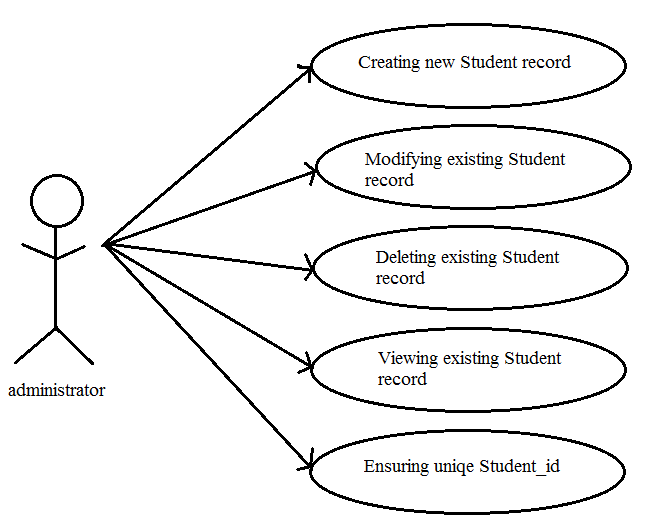 Creating new Student record
Modifying existing Student
record
Deleting existing Student
record
Viewing existing Student
record
administrator
Ensuring uniqe Student_id